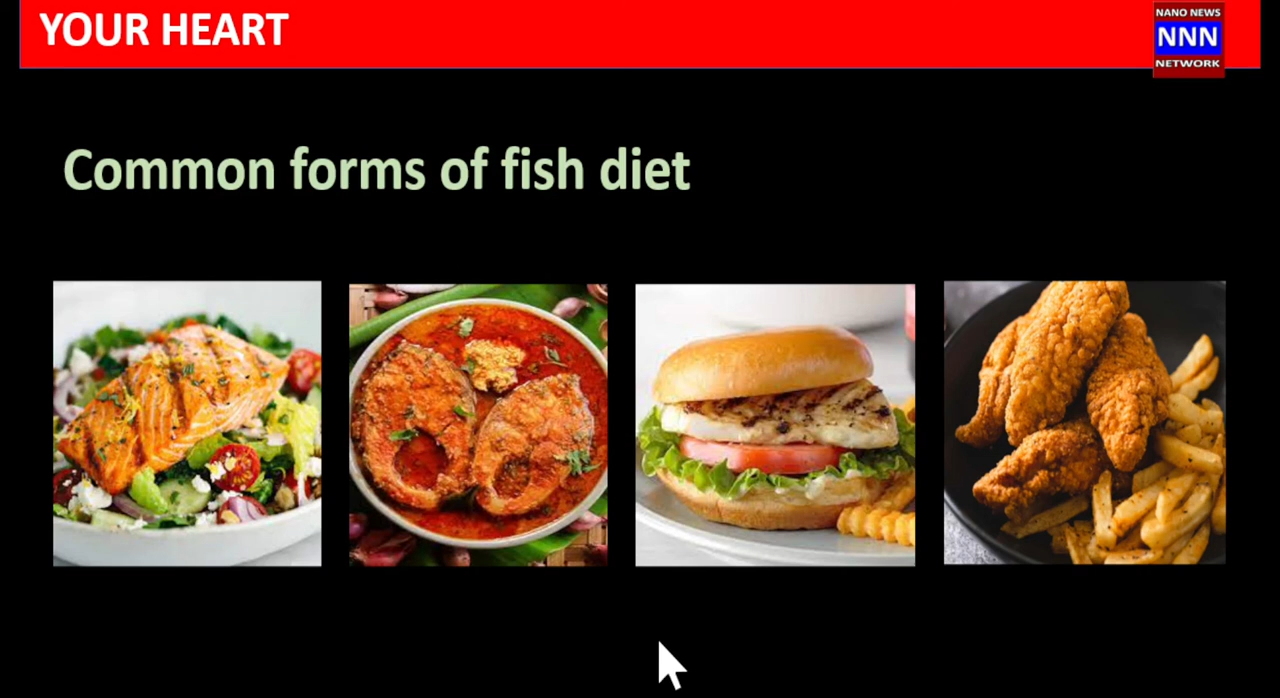 YOUR HEART
NANO NEWS
NNN
NETWORK
Common forms of fish diet